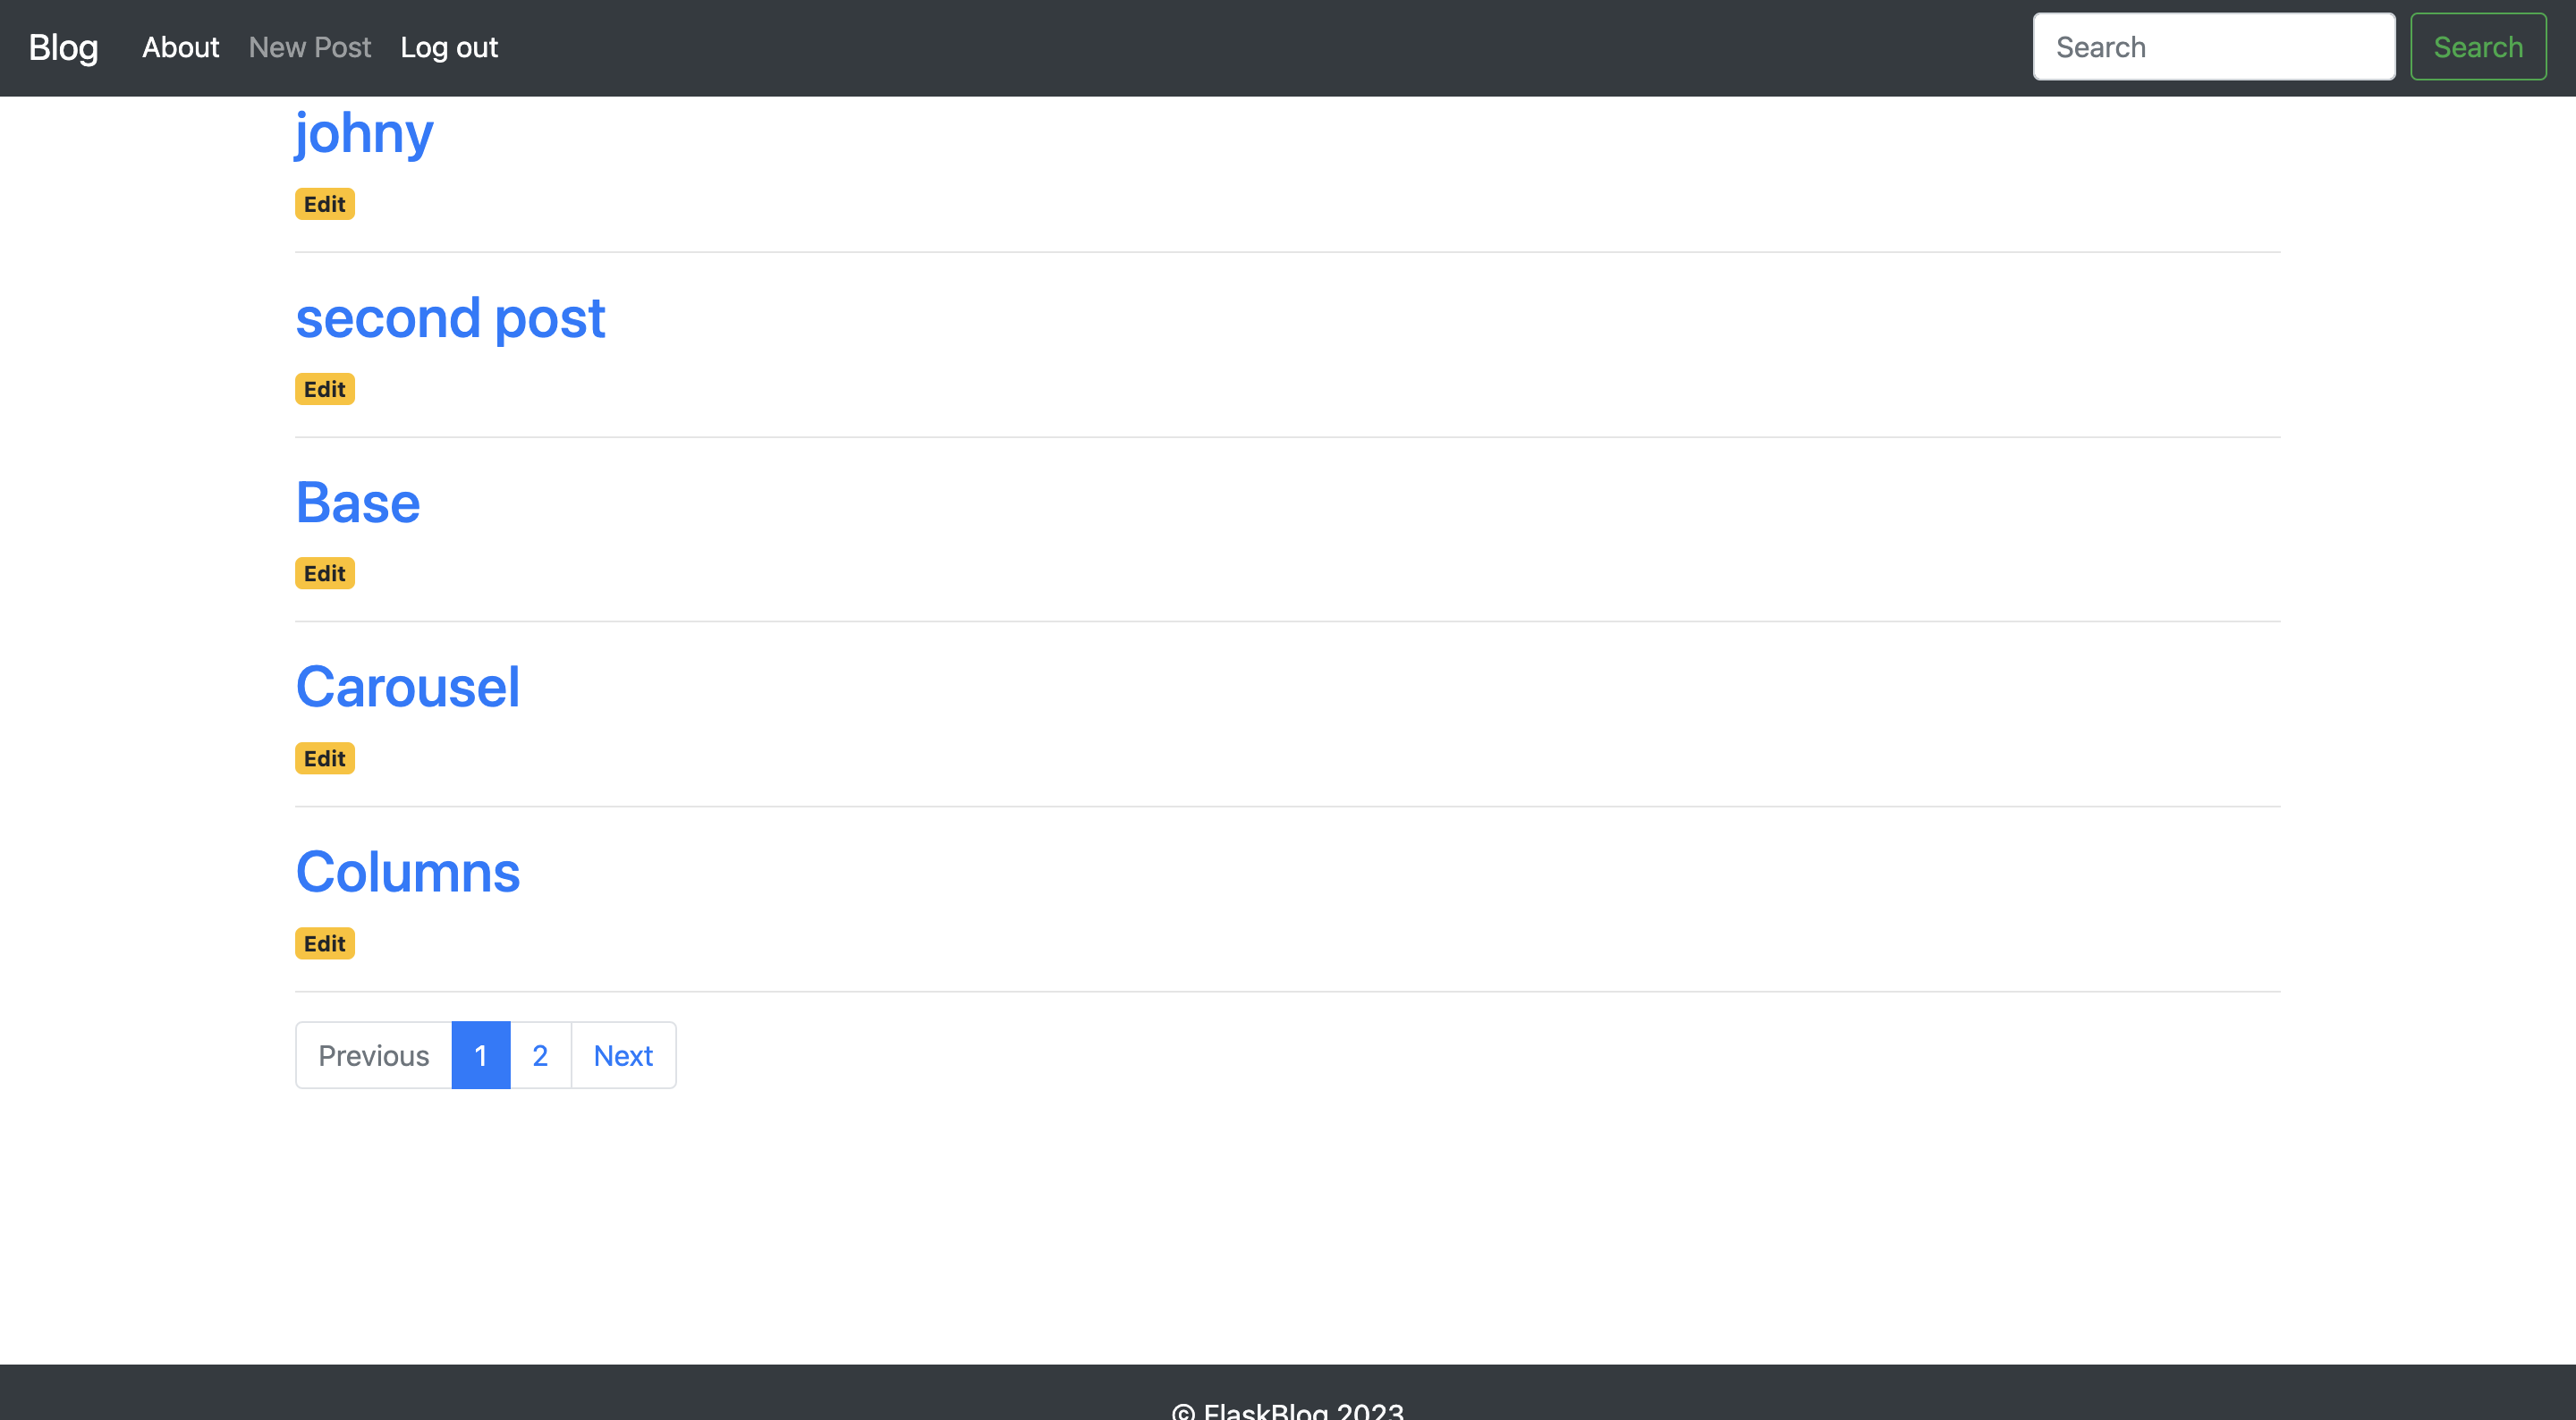 Blog About New Post Log out Search Search
johny
Edit
second post
Edit
Base
Edit
Carousel
Edit
Columns
Edit
Previous 1 2 Next
© FlaskBlog 2023